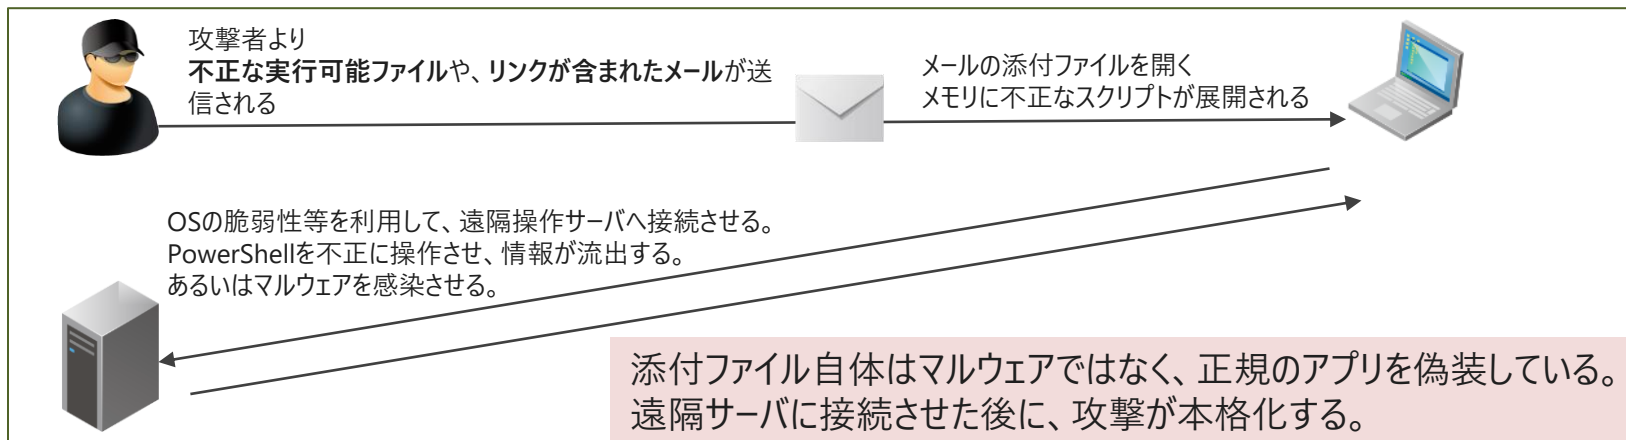 攻撃者より
不正な実行可能ファイルや、リンクが含まれたメールが送
信される
メールの添付ファイルを開く
メモリに不正なスクリプトが展開される
OSの脆弱性等を利用して、遠隔操作サーバへ接続させる。
PowerShellを不正に操作させ、情報が流出する。
あるいはマルウェアを感染させる。
添付ファイル自体はマルウェアではなく、正規のアプリを偽装している。
遠隔サーバに接続させた後に、攻撃が本格化する。